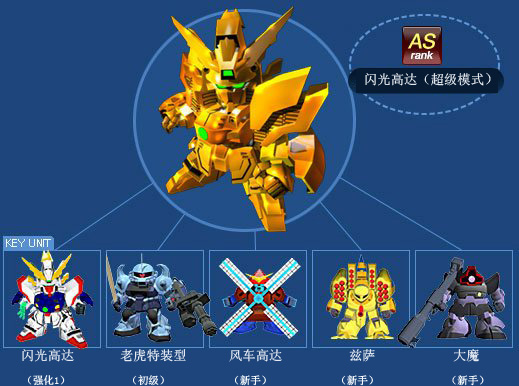 AS
rank
闪光高达（超级模式）
KEY UNIT
闪光高达 老虎特装型 风车高达 兹萨 大魔
（强化1） （初级） （新手） （新手） （新手）